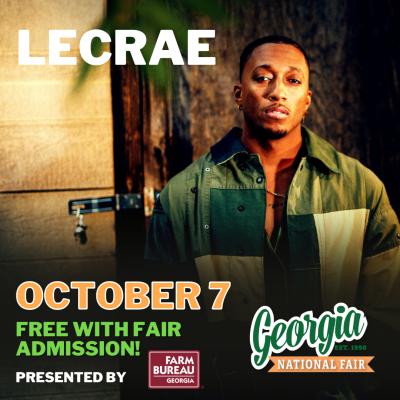 LECRAE
OCTOBER 7
FREE WITH FAIR
ADMISSION!
PRESENTED BY
FARM
BUREAU
GEORGIA
Georgia
EST. 1990
NATIONAL FAIR